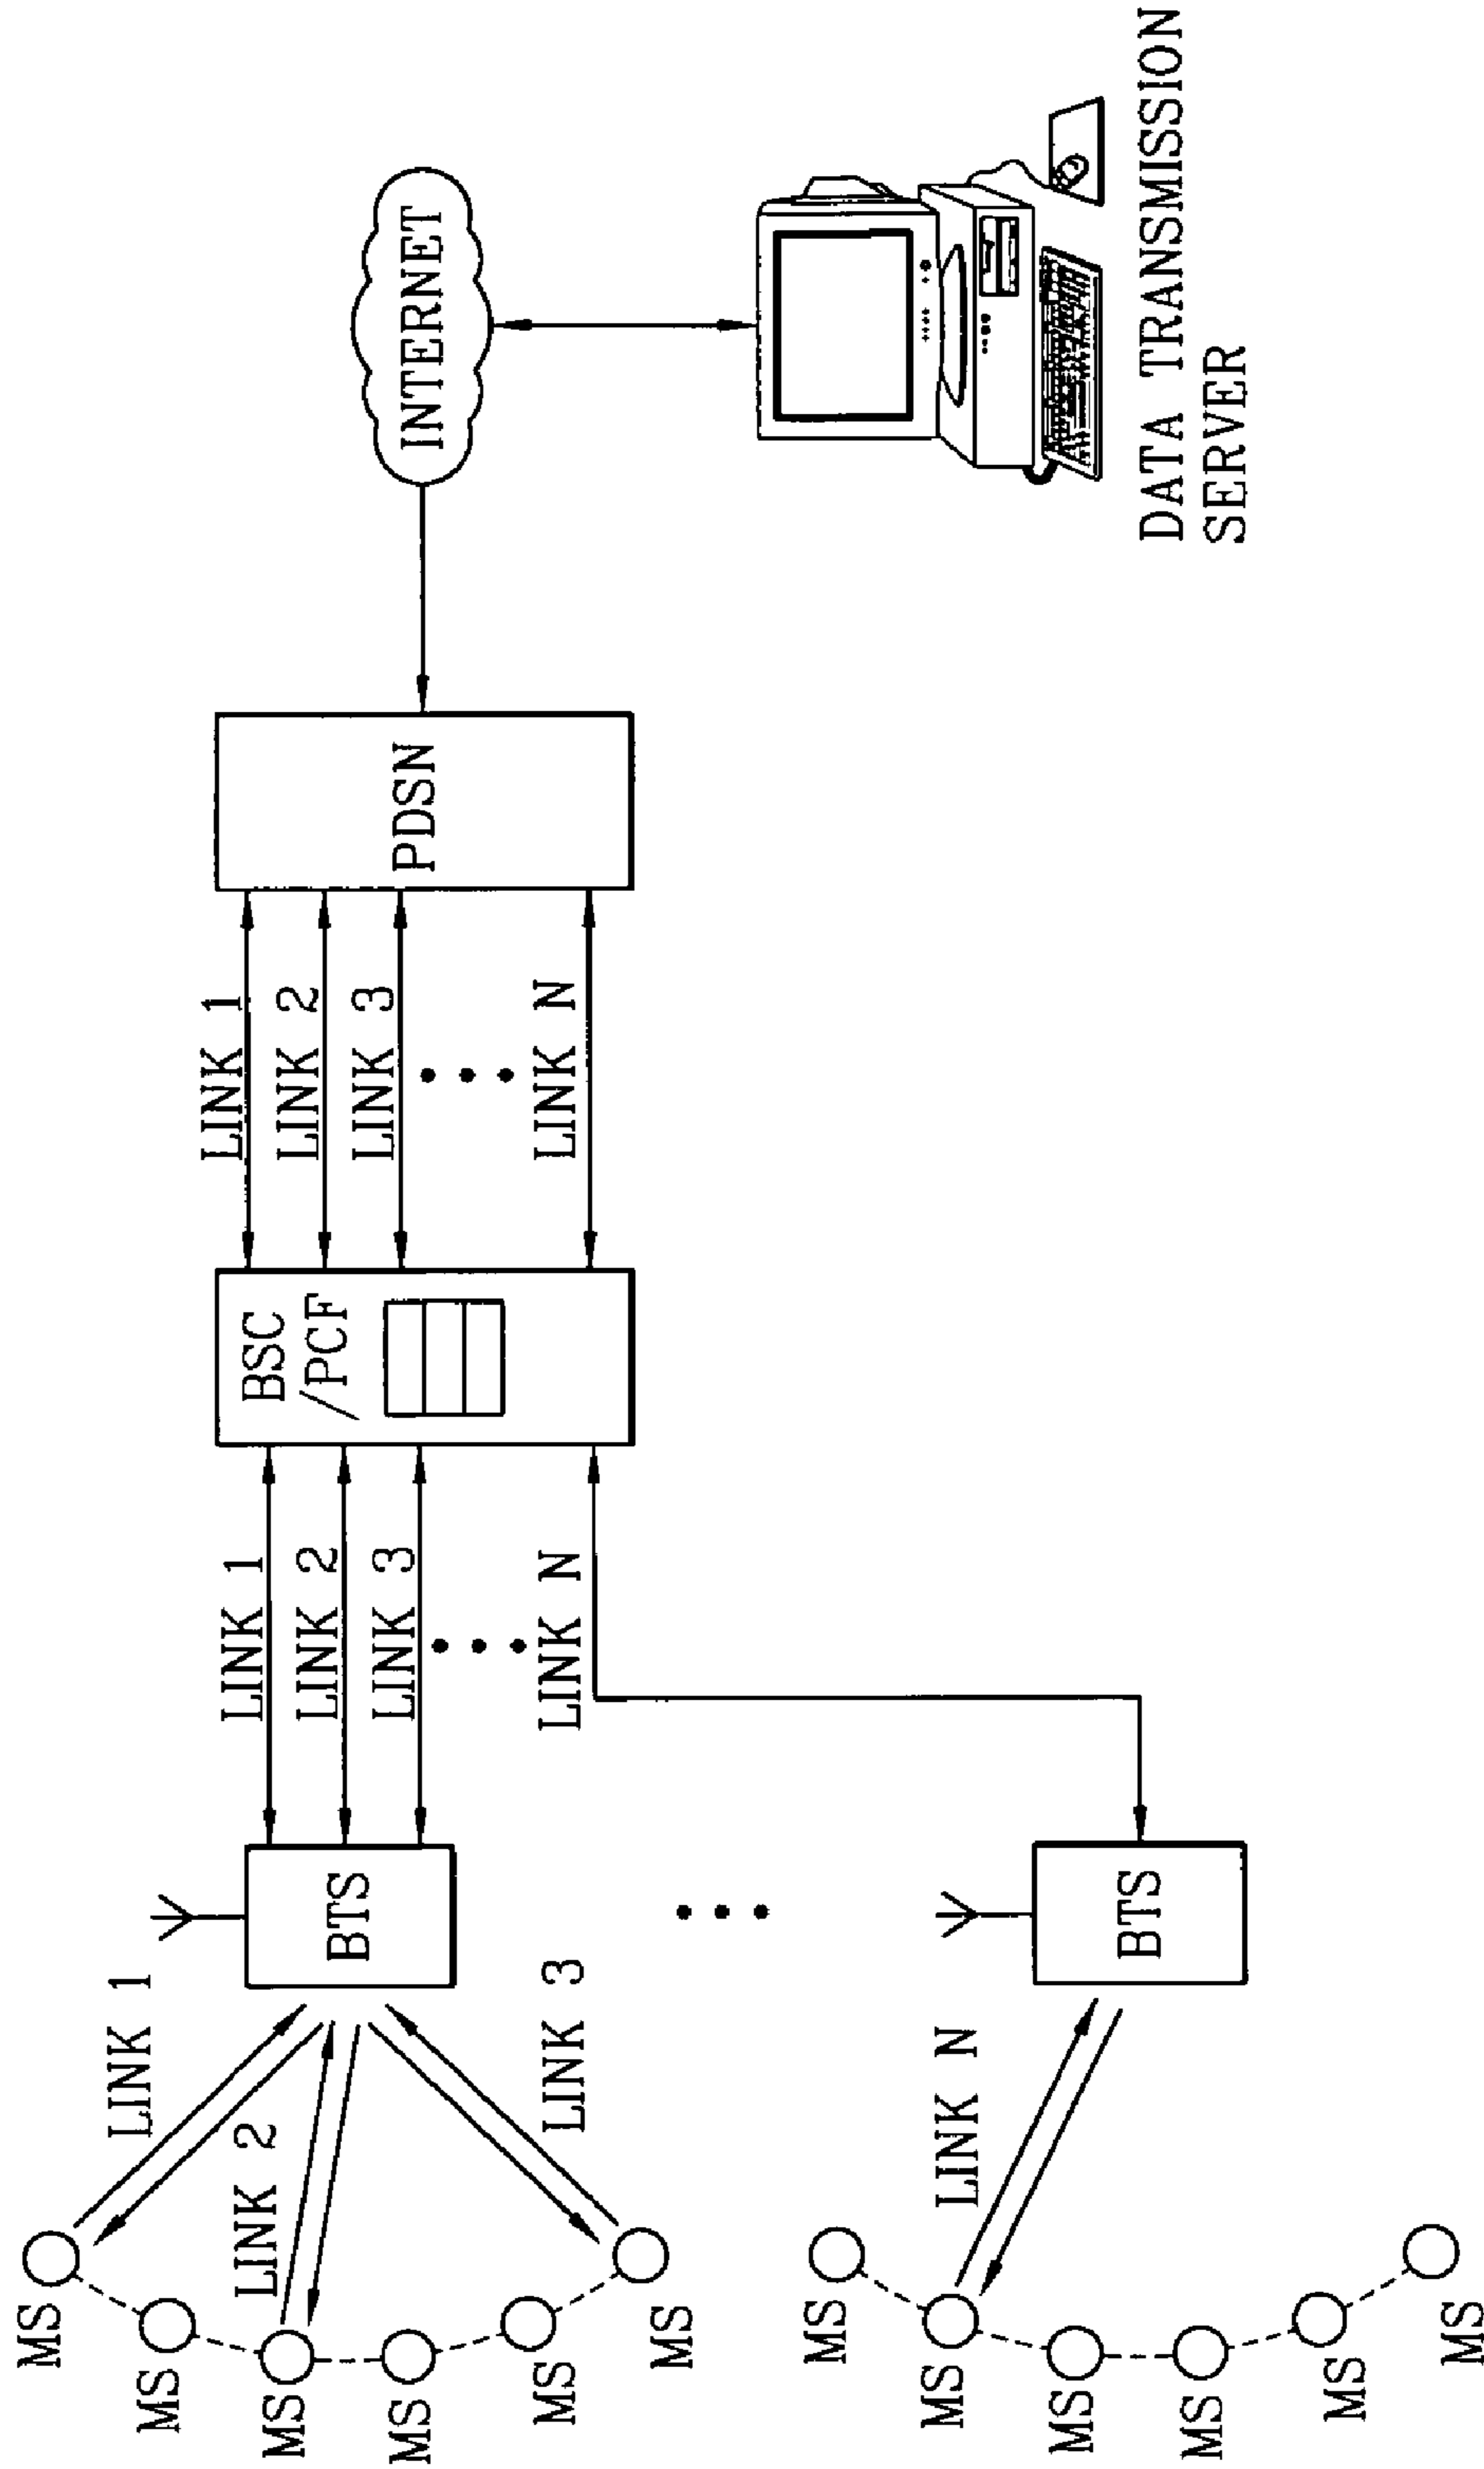 MS
MS
MS
MS
MS
MS
LINK 1
LINK 2
LINK 3
BTS
LINK 1
LINK 2
LINK 3
LINK N
BSC
/PCF
LINK 1
LINK 2
LINK 3
LINK N
PDSN
INTERNET
MS
MS
MS
MS
MS
MS
LINK N
BTS
DATA TRANSMISSION
SERVER